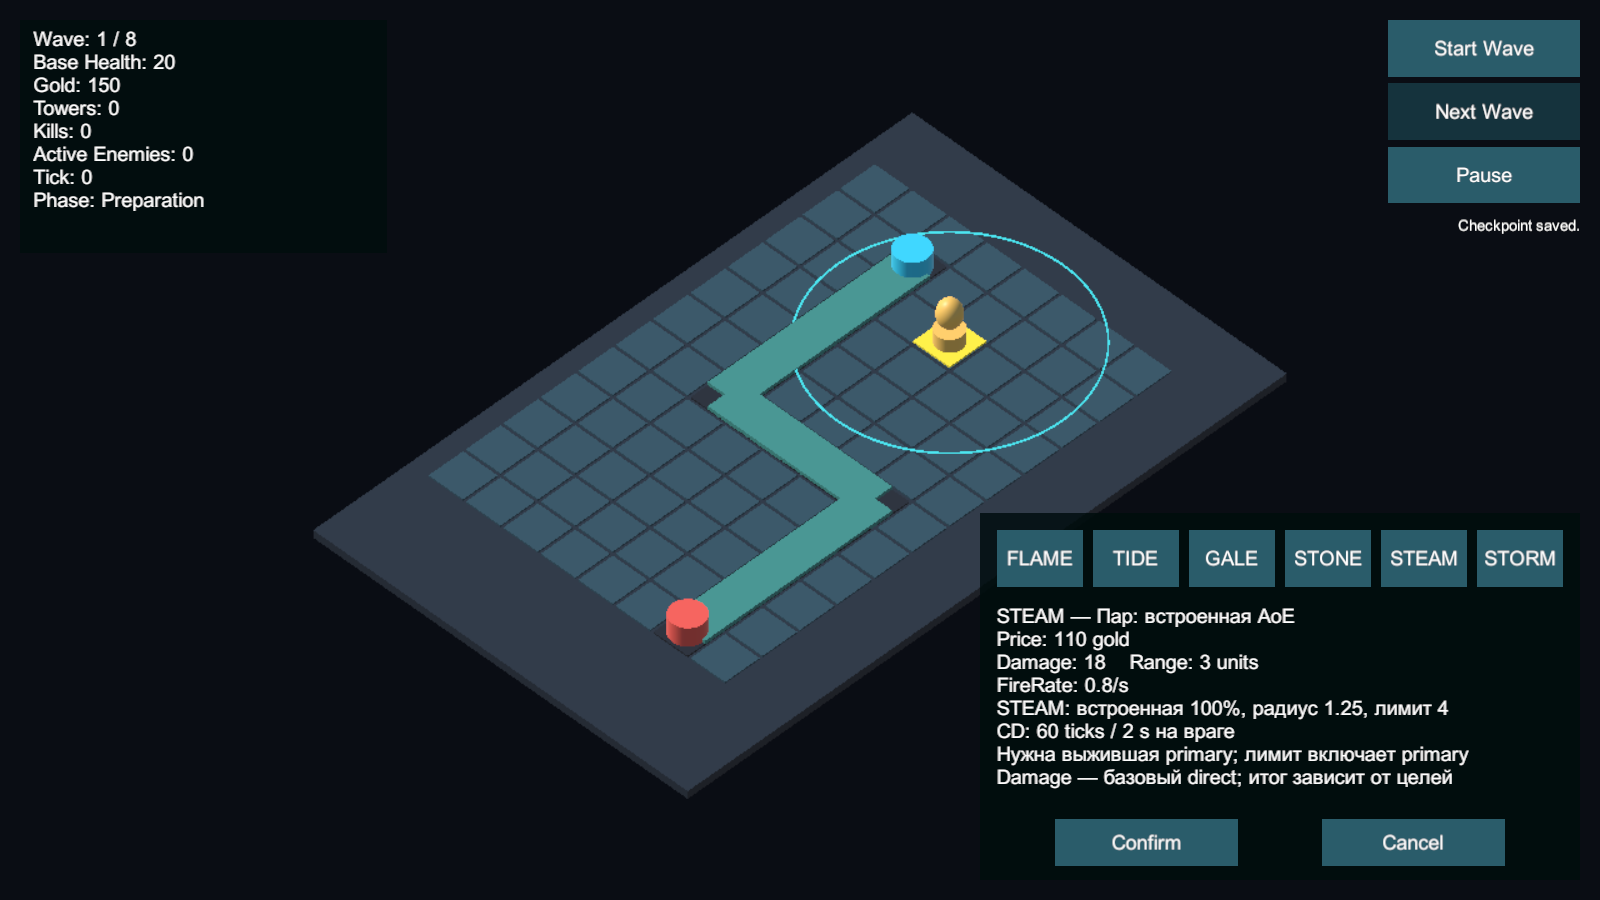 Wave: 1 / 8
Base Health: 20
Gold: 150
Towers: 0
Kills: 0
Active Enemies: 0
Tick: 0
Phase: Preparation
Start Wave
Next Wave
Pause
Checkpoint saved.
FLAME TIDE GALE STONE STEAM STORM
STEAM — Пар: встроенная AoE
Price: 110 gold
Damage: 18 Range: 3 units
FireRate: 0.8/s
STEAM: встроенная 100%, радиус 1.25, лимит 4
CD: 60 ticks / 2 s на враге
Нужна выжившая primary; лимит включает primary
Damage — базовый direct; итог зависит от целей
Confirm Cancel